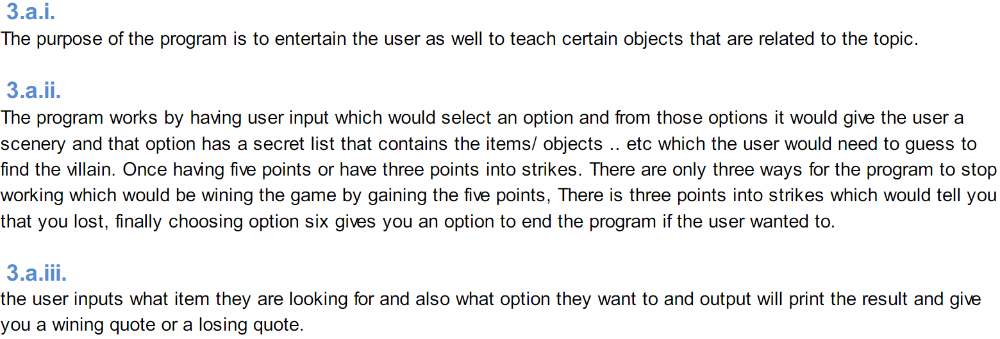 3.a.i.
The purpose of the program is to entertain the user as well to teach certain objects that are related to the topic.
3.a.ii.
The program works by having user input which would select an option and from those options it would give the user a
scenery and that option has a secret list that contains the items/ objects .. etc which the user would need to guess to
find the villain. Once having five points or have three points into strikes. There are only three ways for the program to stop
working which would be wining the game by gaining the five points, There is three points into strikes which would tell you
that you lost, finally choosing option six gives you an option to end the program if the user wanted to.
3.a.iii.
the user inputs what item they are looking for and also what option they want to and output will print the result and give
you a wining quote or a losing quote.